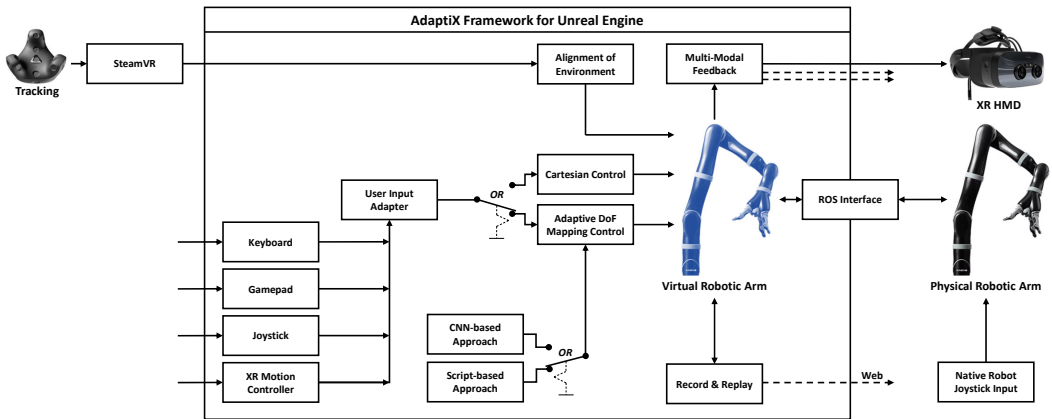 AdaptiX Framework for Unreal Engine
Tracking
SteamVR
Alignment of
Environment
Multi-Modal
Feedback
XR HMD
User Input
Adapter
OR
Cartesian Control
Adaptive DoF
Mapping Control
ROS Interface
Keyboard
Gamepad
Joystick
XR Motion
Controller
Virtual Robotic Arm
Physical Robotic Arm
CNN-based
Approach
OR
Script-based
Approach
Record & Replay
Web
Native Robot
Joystick Input